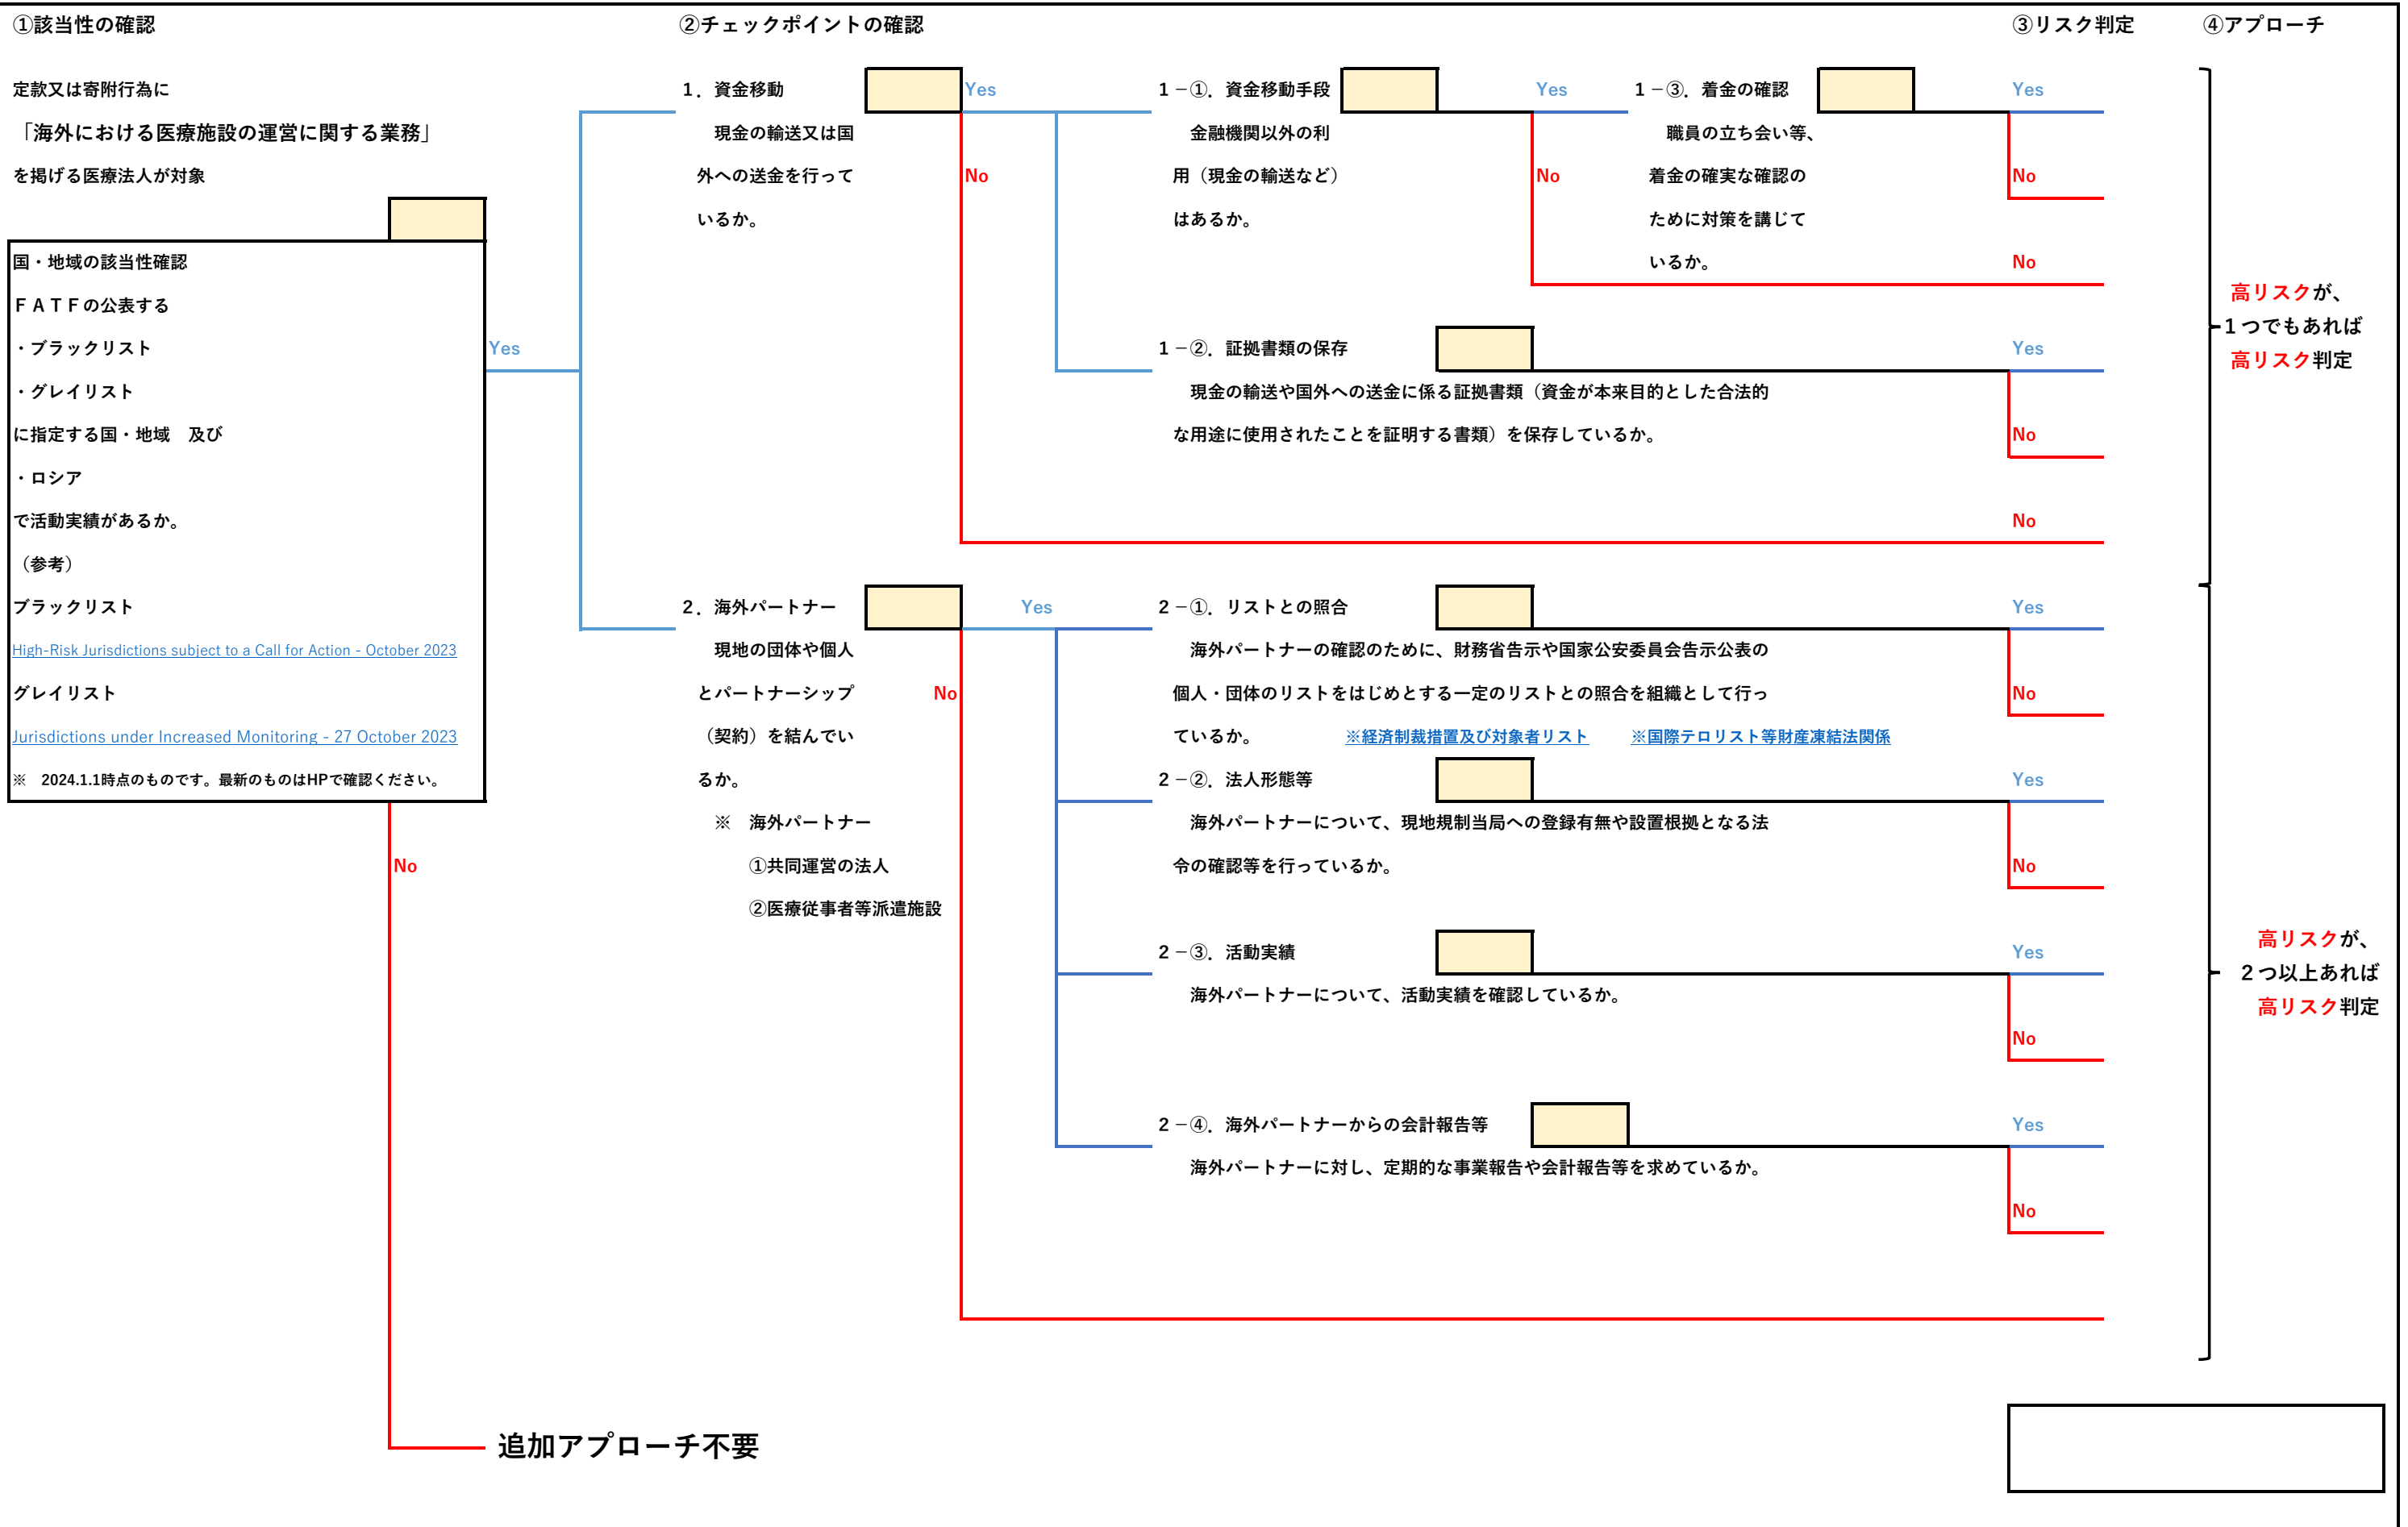 ①該当性の確認
②チェックポイントの確認
③リスク判定
④アプローチ
定款又は寄附行為に
「海外における医療施設の運営に関する業務」
を掲げる医療法人が対象
国・地域の該当性確認
ＦＡＴＦの公表する
・ブラックリスト
・グレイリスト
に指定する国・地域　及び
・ロシア
で活動実績があるか。
（参考）
ブラックリスト
High-Risk Jurisdictions subject to a Call for Action - October 2023
グレイリスト
Jurisdictions under Increased Monitoring - 27 October 2023
※　2024.1.1時点のものです。最新のものはHPで確認ください。
Yes
No
追加アプローチ不要
１．資金移動
現金の輸送又は国
外への送金を行って
いるか。
Yes
No
１－①．資金移動手段
金融機関以外の利
用（現金の輸送など）
はあるか。
Yes
No
１－③．着金の確認
職員の立ち会い等、
着金の確実な確認の
ために対策を講じて
いるか。
Yes
No
No
１－②．証拠書類の保存
現金の輸送や国外への送金に係る証拠書類（資金が本来目的とした合法的
な用途に使用されたことを証明する書類）を保存しているか。
Yes
No
No
高リスクが、
１つでもあれば
高リスク判定
２．海外パートナー
現地の団体や個人
とパートナーシップ
（契約）を結んでい
るか。
※　海外パートナー
①共同運営の法人
②医療従事者等派遣施設
Yes
No
２－①．リストとの照合
海外パートナーの確認のために、財務省告示や国家公安委員会告示公表の
個人・団体のリストをはじめとする一定のリストとの照合を組織として行っ
ているか。　※経済制裁措置及び対象者リスト　※国際テロリスト等財産凍結法関係
Yes
No
２－②．法人形態等
海外パートナーについて、現地規制当局への登録有無や設置根拠となる法
令の確認等を行っているか。
Yes
No
２－③．活動実績
海外パートナーについて、活動実績を確認しているか。
Yes
No
２－④．海外パートナーからの会計報告等
海外パートナーに対し、定期的な事業報告や会計報告等を求めているか。
Yes
No
高リスクが、
２つ以上あれば
高リスク判定